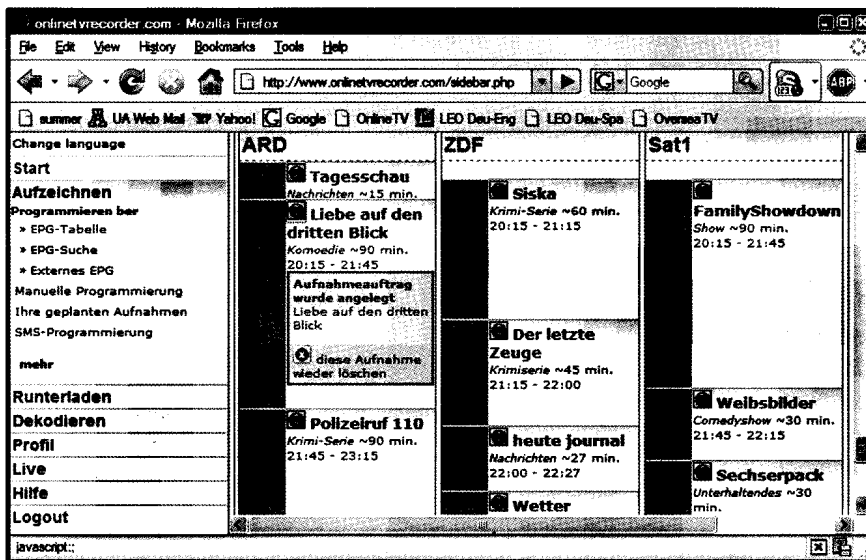 onlinetvrecorder.com - Mozilla Firefox
File Edit View History Bookmarks Tools Help
http://www.onlinetvrecorder.com/sidebar.php
G Google
ABP
summer UA Web Mail Yahoo! Google OnlineTV LEO Deu-Eng LEO Deu-Spa OverseaTV
Change language
Start
Aufzeichnen
Programmieren ber
» EPG-Tabelle
» EPG-Suche
» Externes EPG
Manuelle Programmierung
Ihre geplanten Aufnahmen
SMS-Programmierung
mehr
Runterladen
Dekodieren
Profil
Live
Hilfe
Logout
ARD
Tagesschau
Nachrichten ~15 min.
Liebe auf den
dritten Blick
Komoedie ~90 min.
20:15 - 21:45
Aufnahmeauftrag
wurde angelegt
Liebe auf den dritten
Blick
diese Aufnahme
wieder löschen
Polizeiruf 110
Krimi-Serie ~90 min.
21:45 - 23:15
ZDF
Siska
Krimi-Serie ~60 min.
20:15 - 21:15
Der letzte
Zeuge
Krimiserie ~45 min.
21:15 - 22:00
heute journal
Nachrichten ~27 min.
22:00 - 22:27
Wetter
Sat1
FamilyShowdown
Show ~90 min.
20:15 - 21:45
Weibsbilder
Comedyshow ~30 min.
21:45 - 22:15
Sechserpack
Unterhaltendes ~30
min.
javascript:;